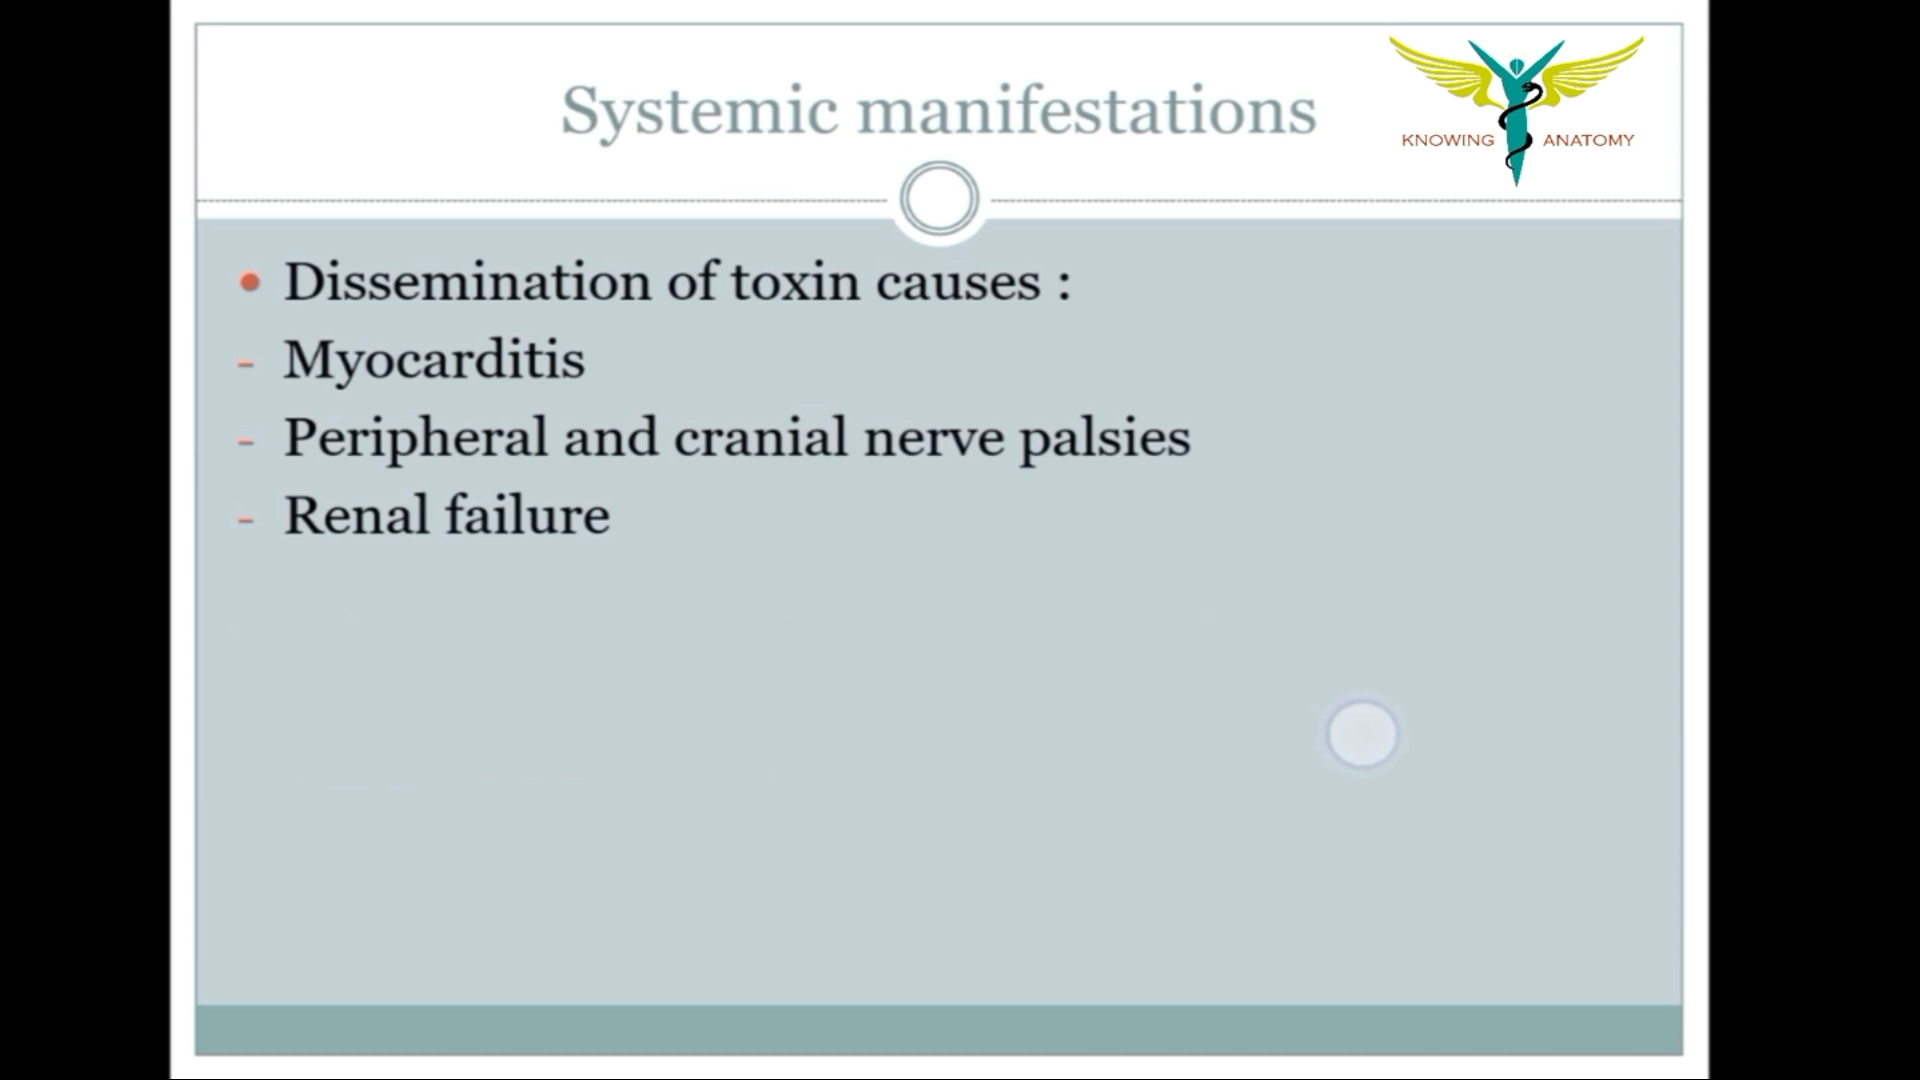 Systemic manifestations
KNOWING ANATOMY
• Dissemination of toxin causes :
- Myocarditis
- Peripheral and cranial nerve palsies
- Renal failure